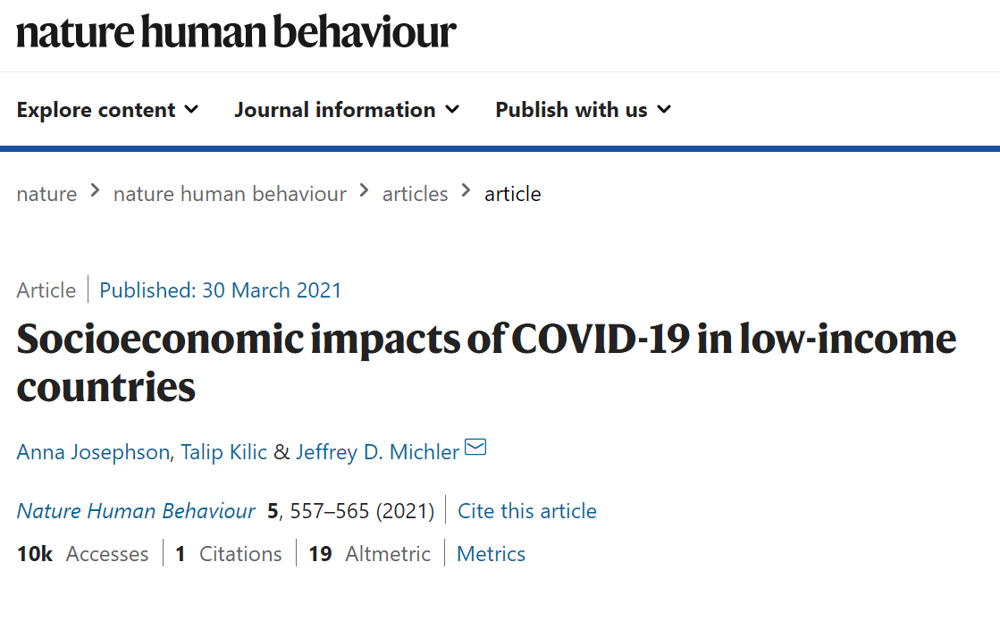 nature human behaviour
Explore content Journal information Publish with us
nature > nature human behaviour > articles > article
Article | Published: 30 March 2021
Socioeconomic impacts of COVID-19 in low-income
countries
Anna Josephson, Talip Kilic & Jeffrey D. Michler
Nature Human Behaviour 5, 557–565 (2021) | Cite this article
10k Accesses | 1 Citations | 19 Altmetric | Metrics